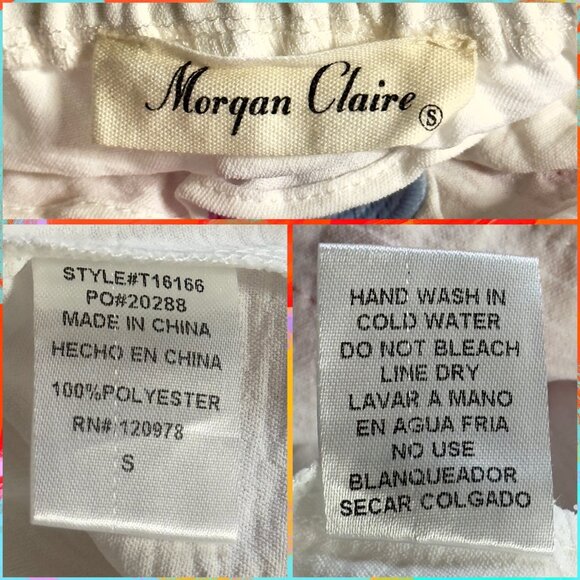 Morgan Claire S
STYLE#T16166
PO#20288
MADE IN CHINA
HECHO EN CHINA
100%POLYESTER
RN# 120978
S
HAND WASH IN
COLD WATER
DO NOT BLEACH
LIME DRY
LAVAR A MANO
EN AGUA FRIA
NO USE
BLANQUEADOR
SECAR COLGADO